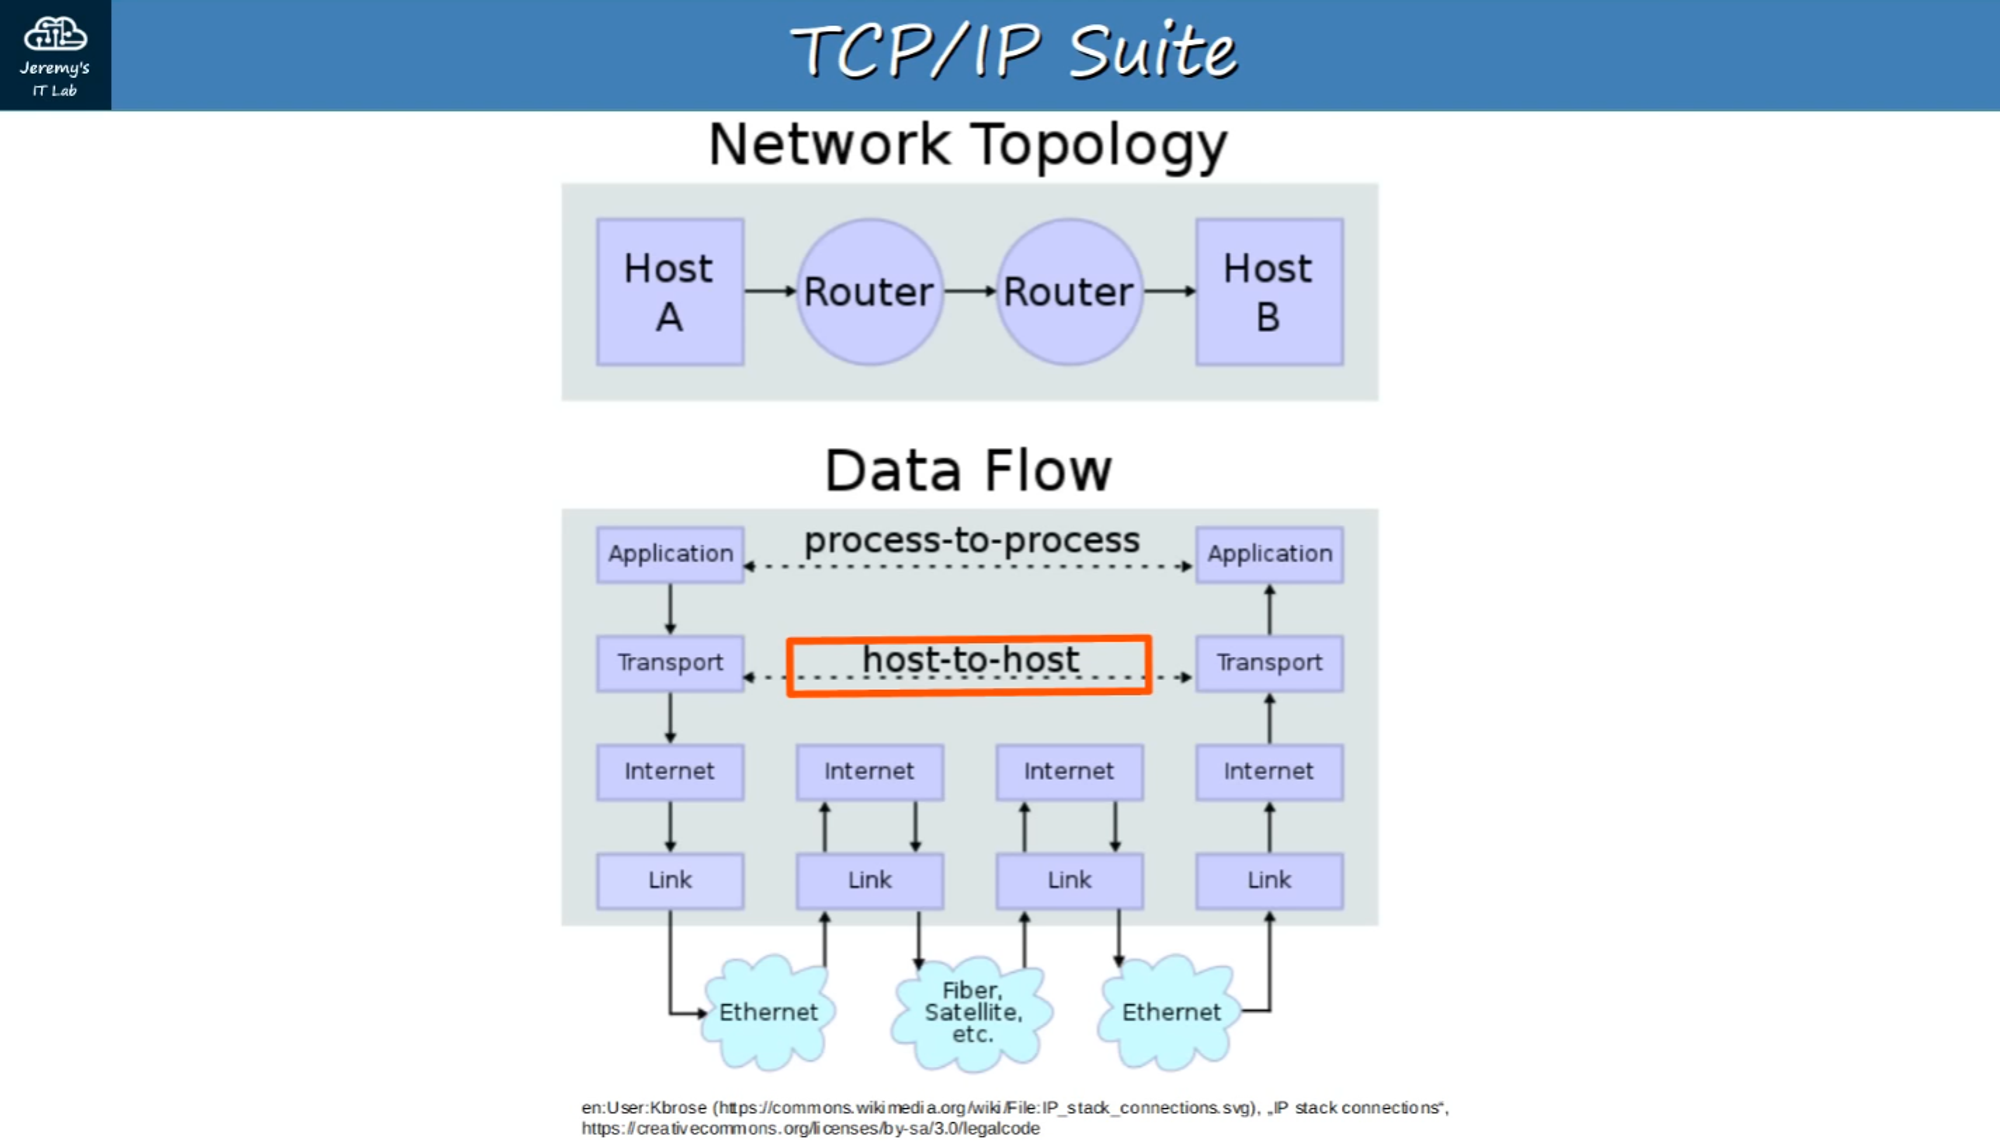 Jeremy's
IT Lab
TCP/IP Suite
Network Topology
Host
A
Router
Router
Host
B
Data Flow
Application
process-to-process
Application
Transport
host-to-host
Transport
Internet
Internet
Internet
Internet
Link
Link
Link
Link
Ethernet
Fiber,
Satellite,
etc.
Ethernet
en:User:Kbrose (https://commons.wikimedia.org/wiki/File:IP_stack_connections.svg), „IP stack connections“,
https://creativecommons.org/licenses/by-sa/3.0/legalcode